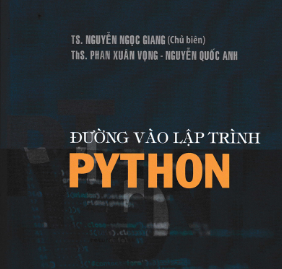 TS. NGUYỄN NGỌC GIANG (Chủ biên)
ThS. PHAN XUÂN VỌNG - NGUYỄN QUỐC ANH
ĐƯỜNG VÀO LẬP TRÌNH
PYTHON